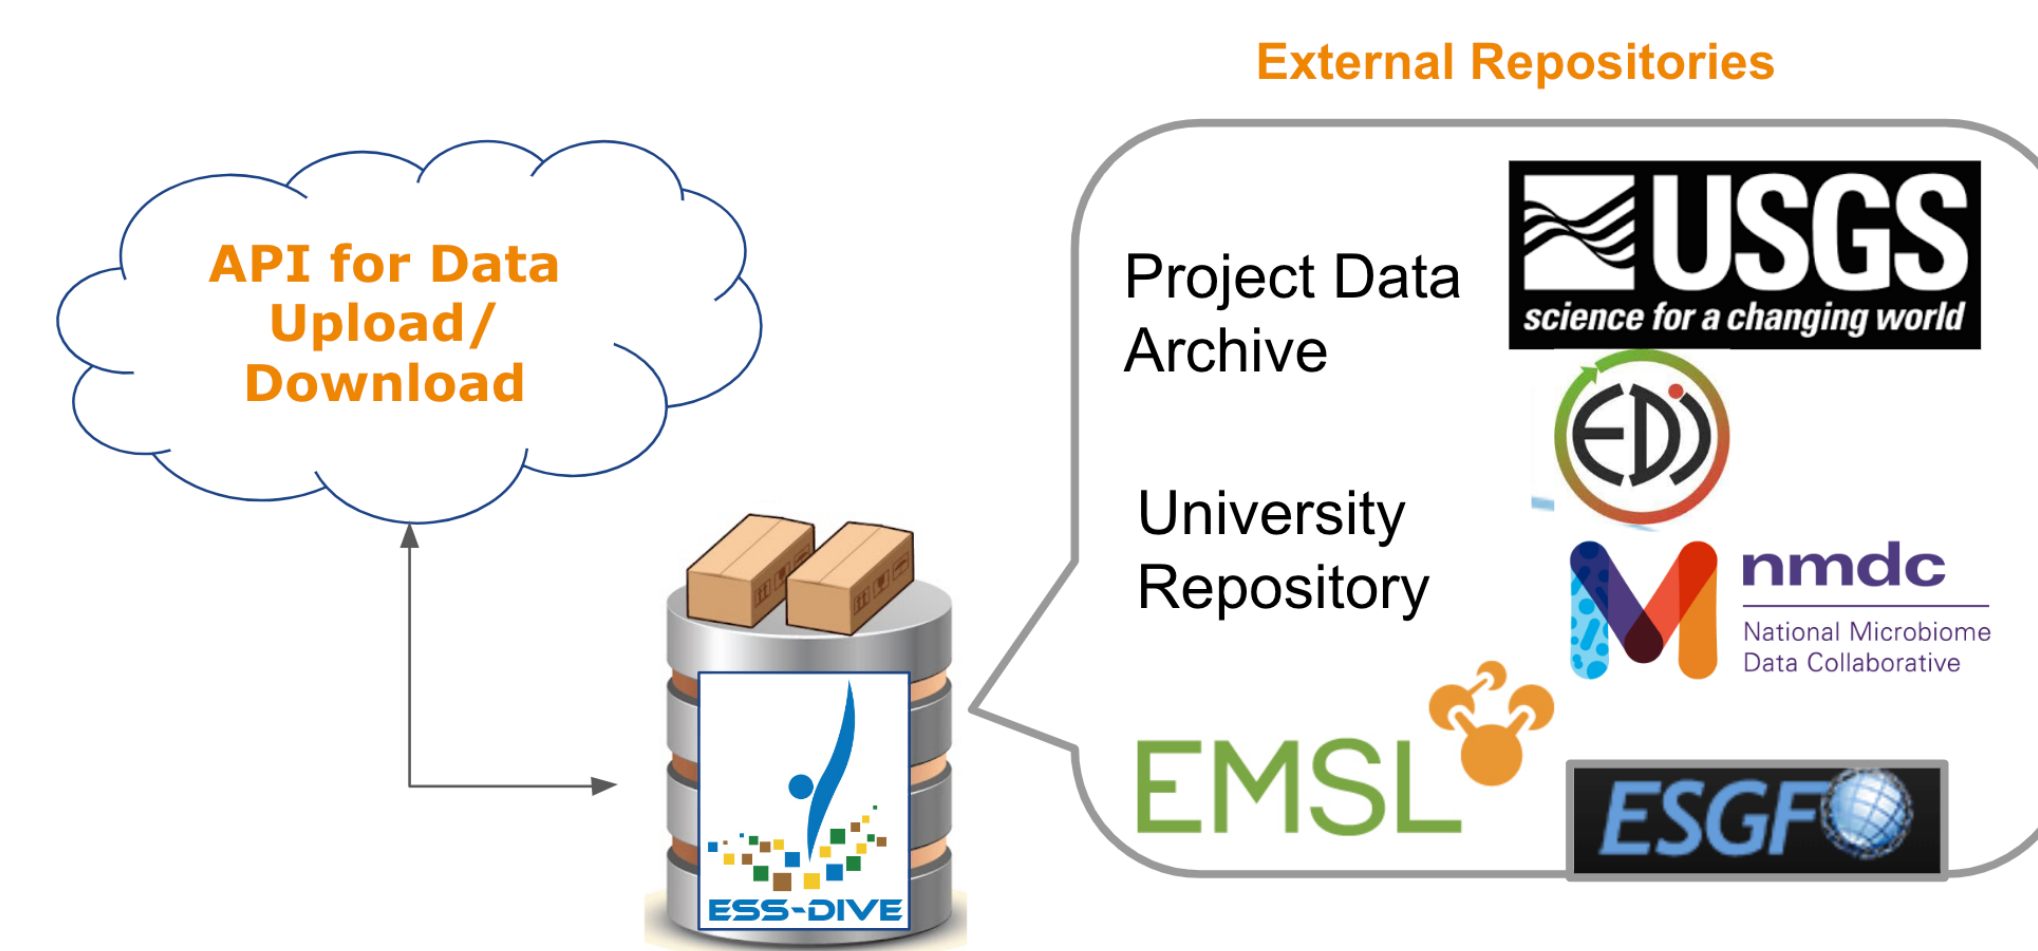 External Repositories
API for Data
Upload/
Download
Project Data
Archive
USGS
science for a changing world
EDI
University
Repository
nmdc
National Microbiome
Data Collaborative
EMSL
ESGF
ESS-DIVE